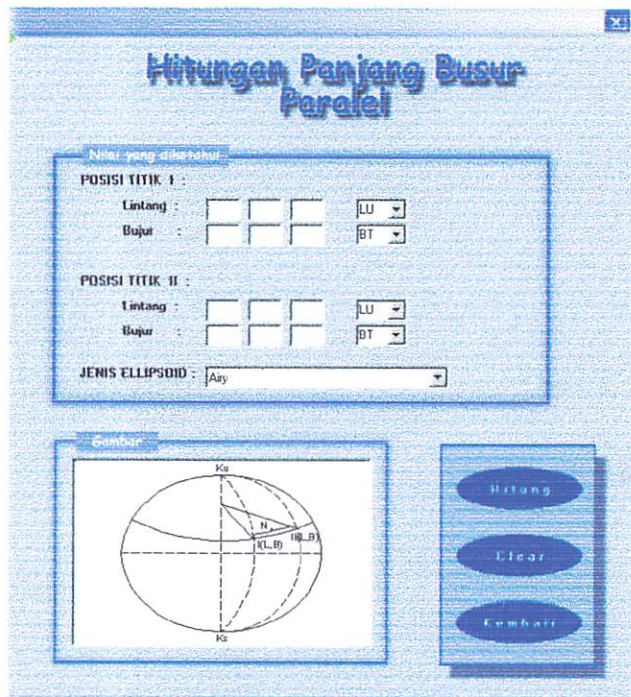 Hitungan Panjang Busur
Paralel
Nilai yang diketahui
POSISI TITIK I :
Lintang : LU
Bujur : BT
POSISI TITIK II :
Lintang : LU
Bujur : BT
JENIS ELLIPSOID : Airy
Gambar
Ku
N
I(L,B) II(L,B)
Ks
Hitung
Clear
Kembali